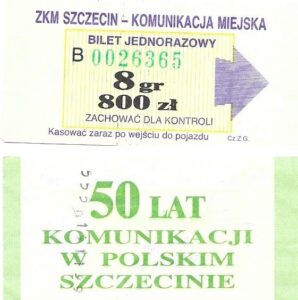 ZKM SZCZECIN - KOMUNIKACJA MIEJSKA
BILET JEDNORAZOWY
B 0026365
8 gr
800 zł
ZACHOWAĆ DLA KONTROLI
Kasować zaraz po wejściu do pojazdu
Cz.Z.G.
50 LAT
KOMUNIKACJI
W POLSKIM
SZCZECINIE